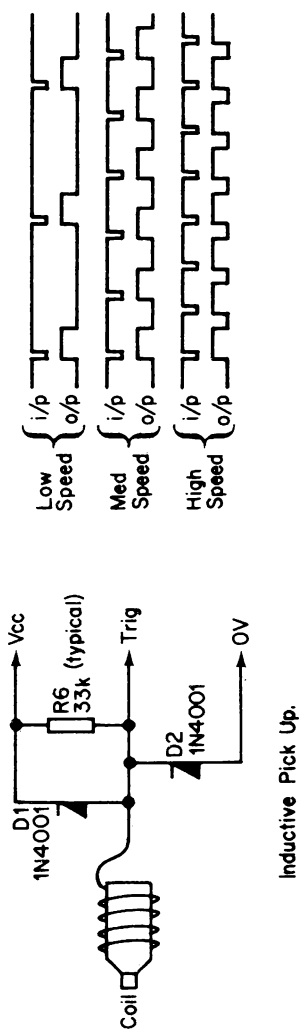 Coil
D1
1N4001
R6
33k (typical)
Vcc
Trig
D2
1N4001
0V
Inductive Pick Up.
Low
Speed
i/p
o/p
Med
Speed
i/p
o/p
High
Speed
i/p
o/p